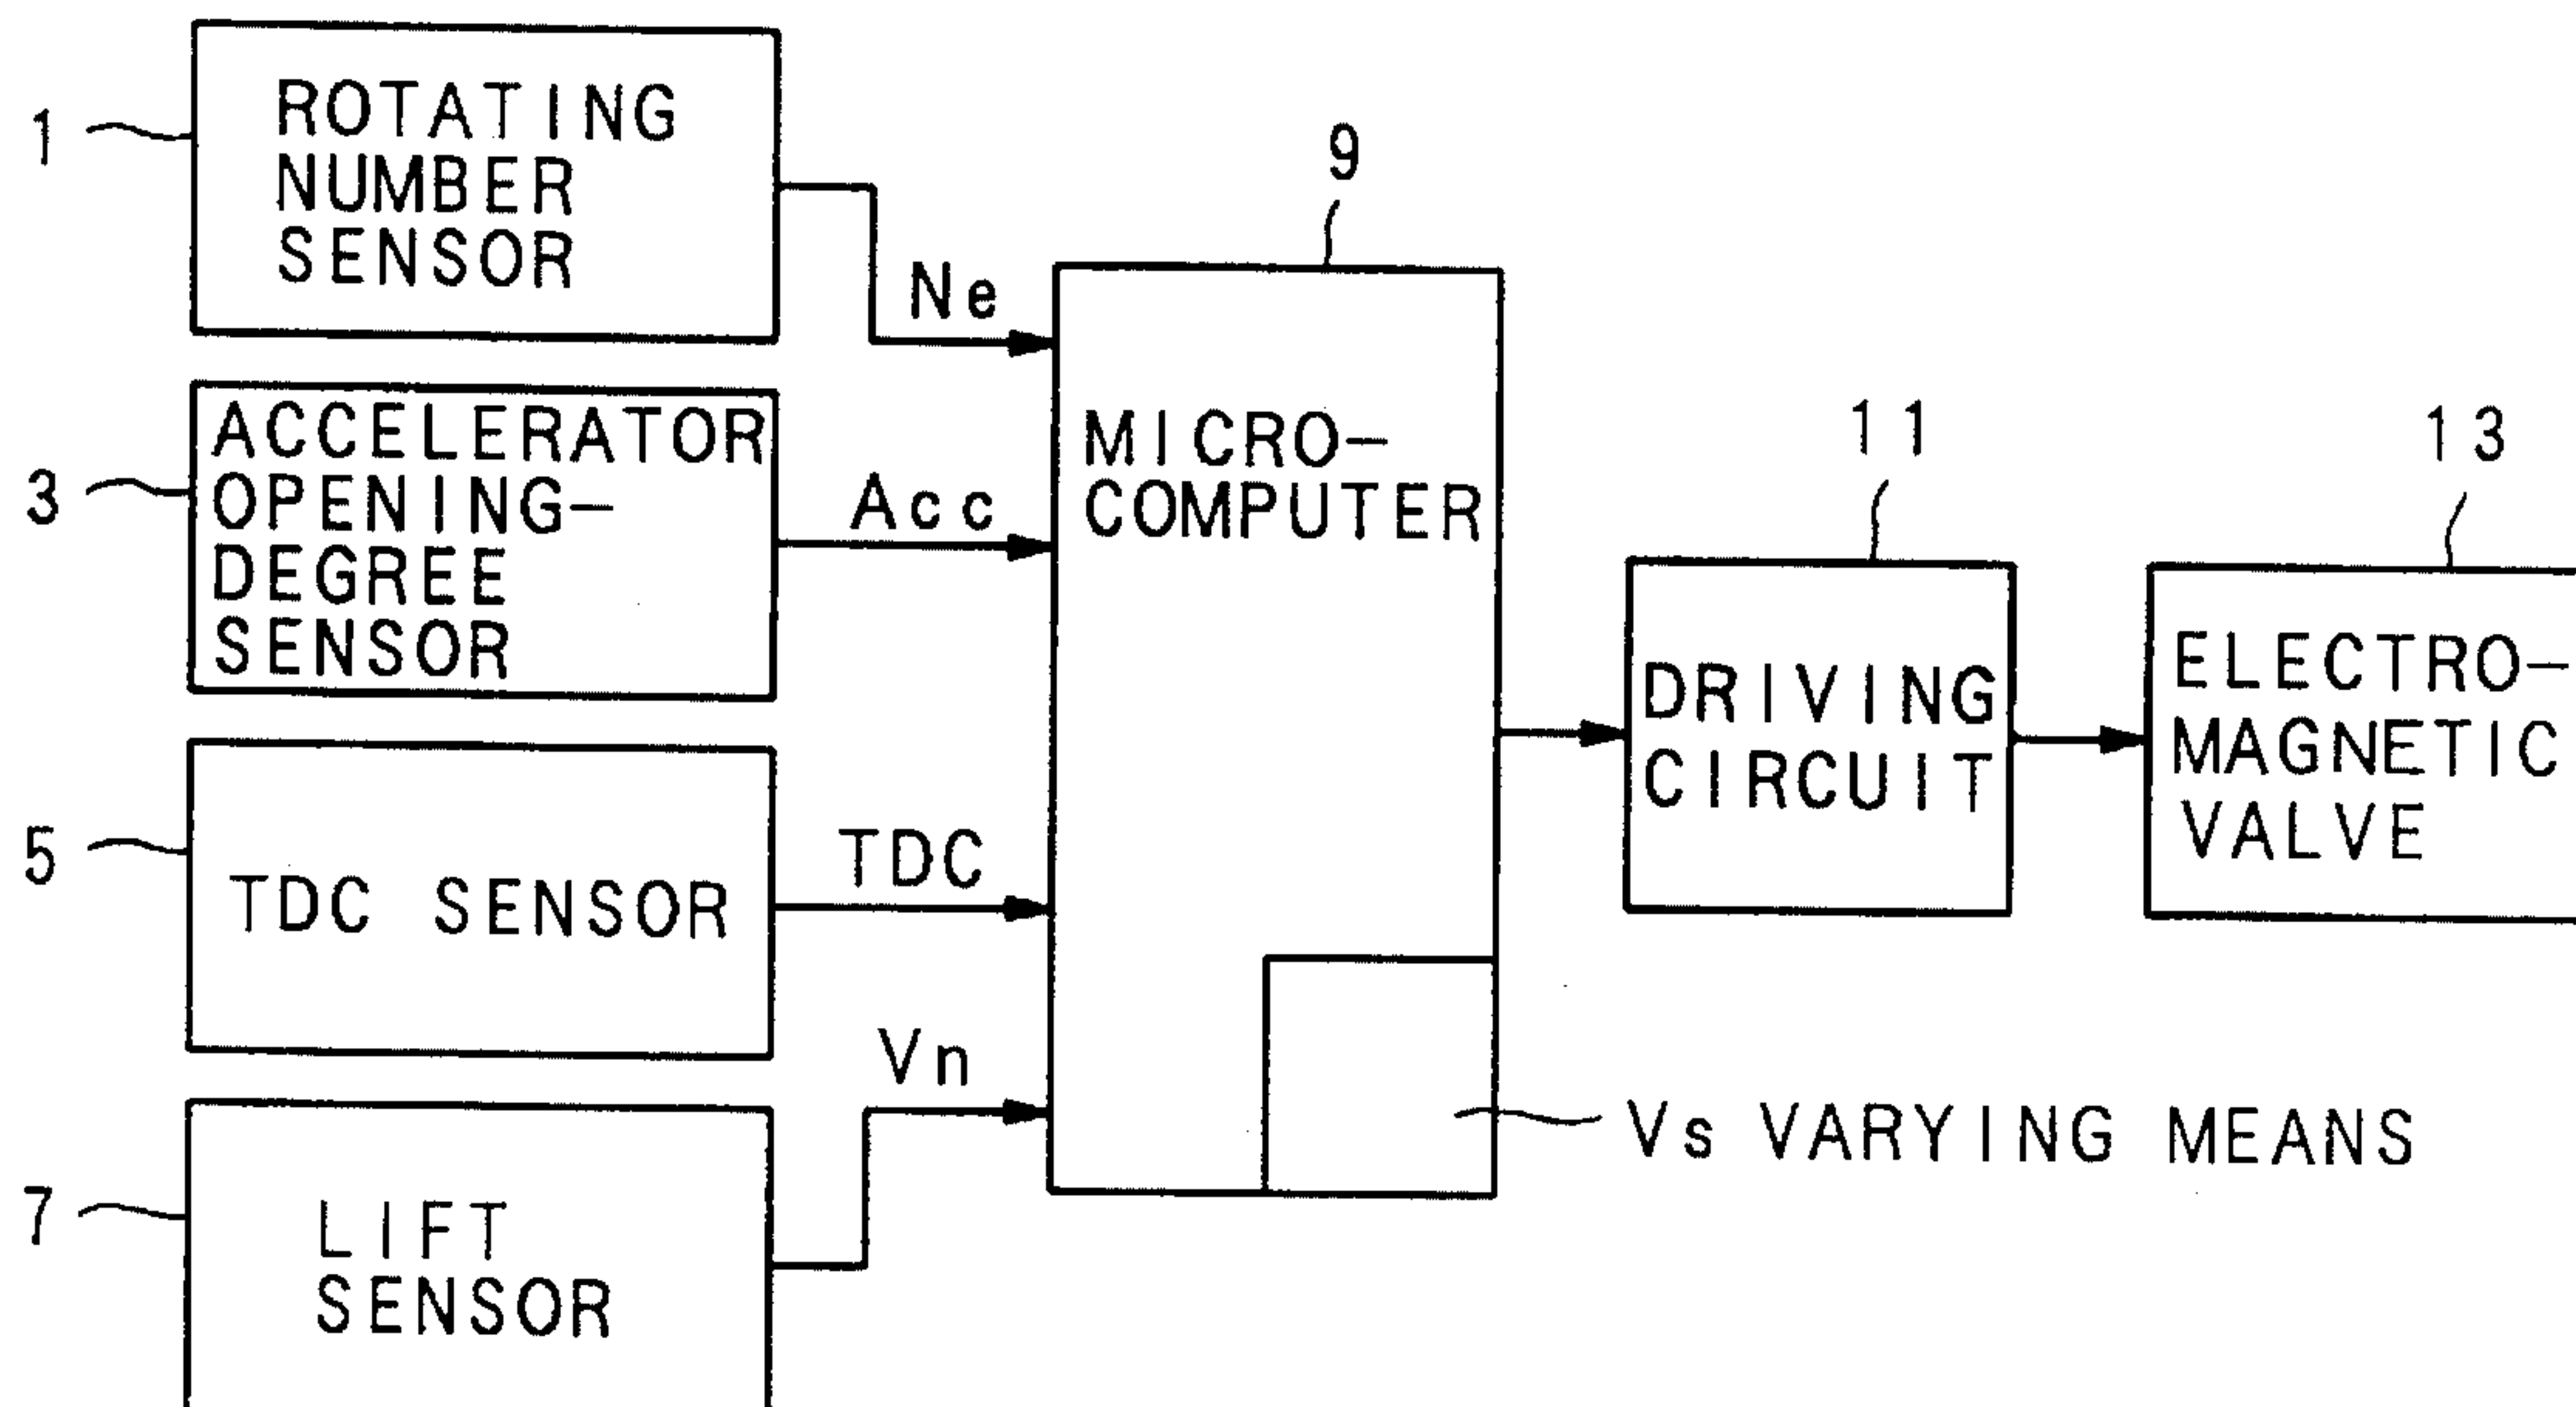 1
ROTATING
NUMBER
SENSOR
Ne
3
ACCELERATOR
OPENING-
DEGREE
SENSOR
Acc
5
TDC SENSOR
TDC
7
LIFT
SENSOR
Vn
9
MICRO-
COMPUTER
Vs VARYING MEANS
11
DRIVING
CIRCUIT
13
ELECTRO-
MAGNETIC
VALVE